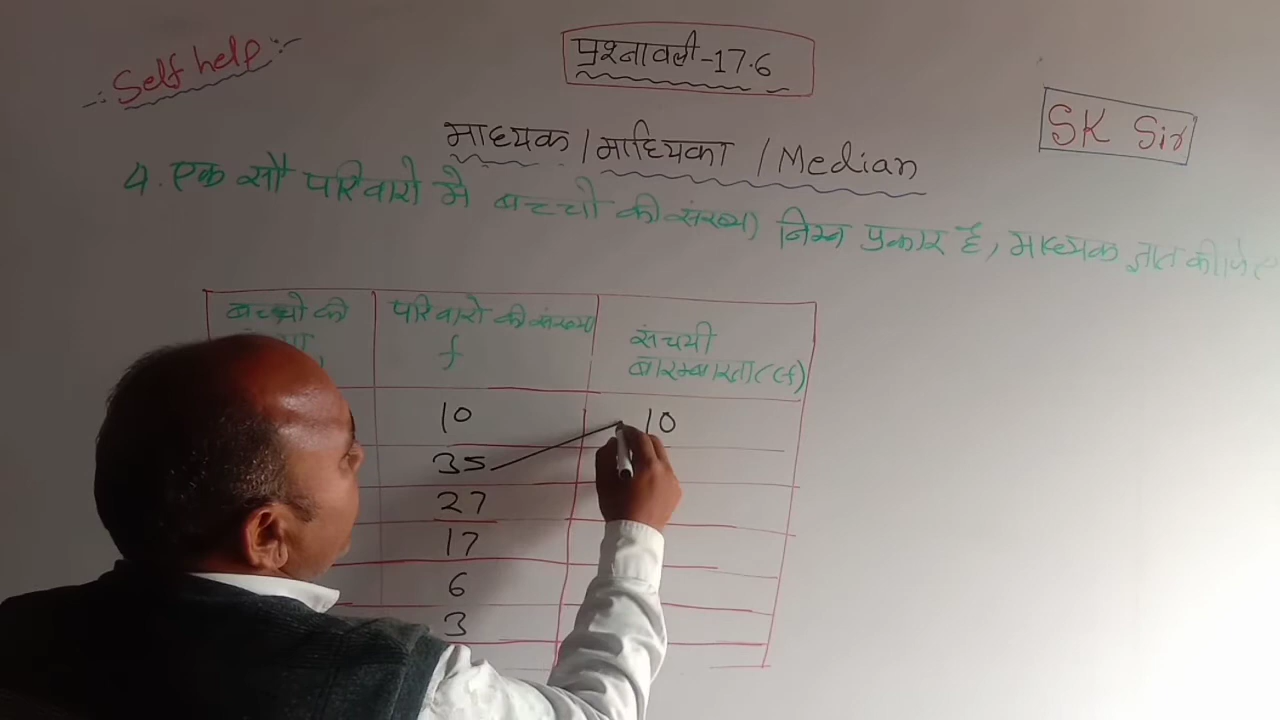 Self help
प्रश्नावली-17.6
SK Sir
माध्यक / माध्यिका / Median
4. एक सौ परिवारो मे बच्चो की संख्या निम्न प्रकार है, माध्यक ज्ञात कीजिए
बच्चो की
परिवारो की संख्या
f
संचयी
बारम्बारता (cf)
10
10
35
27
17
6
3